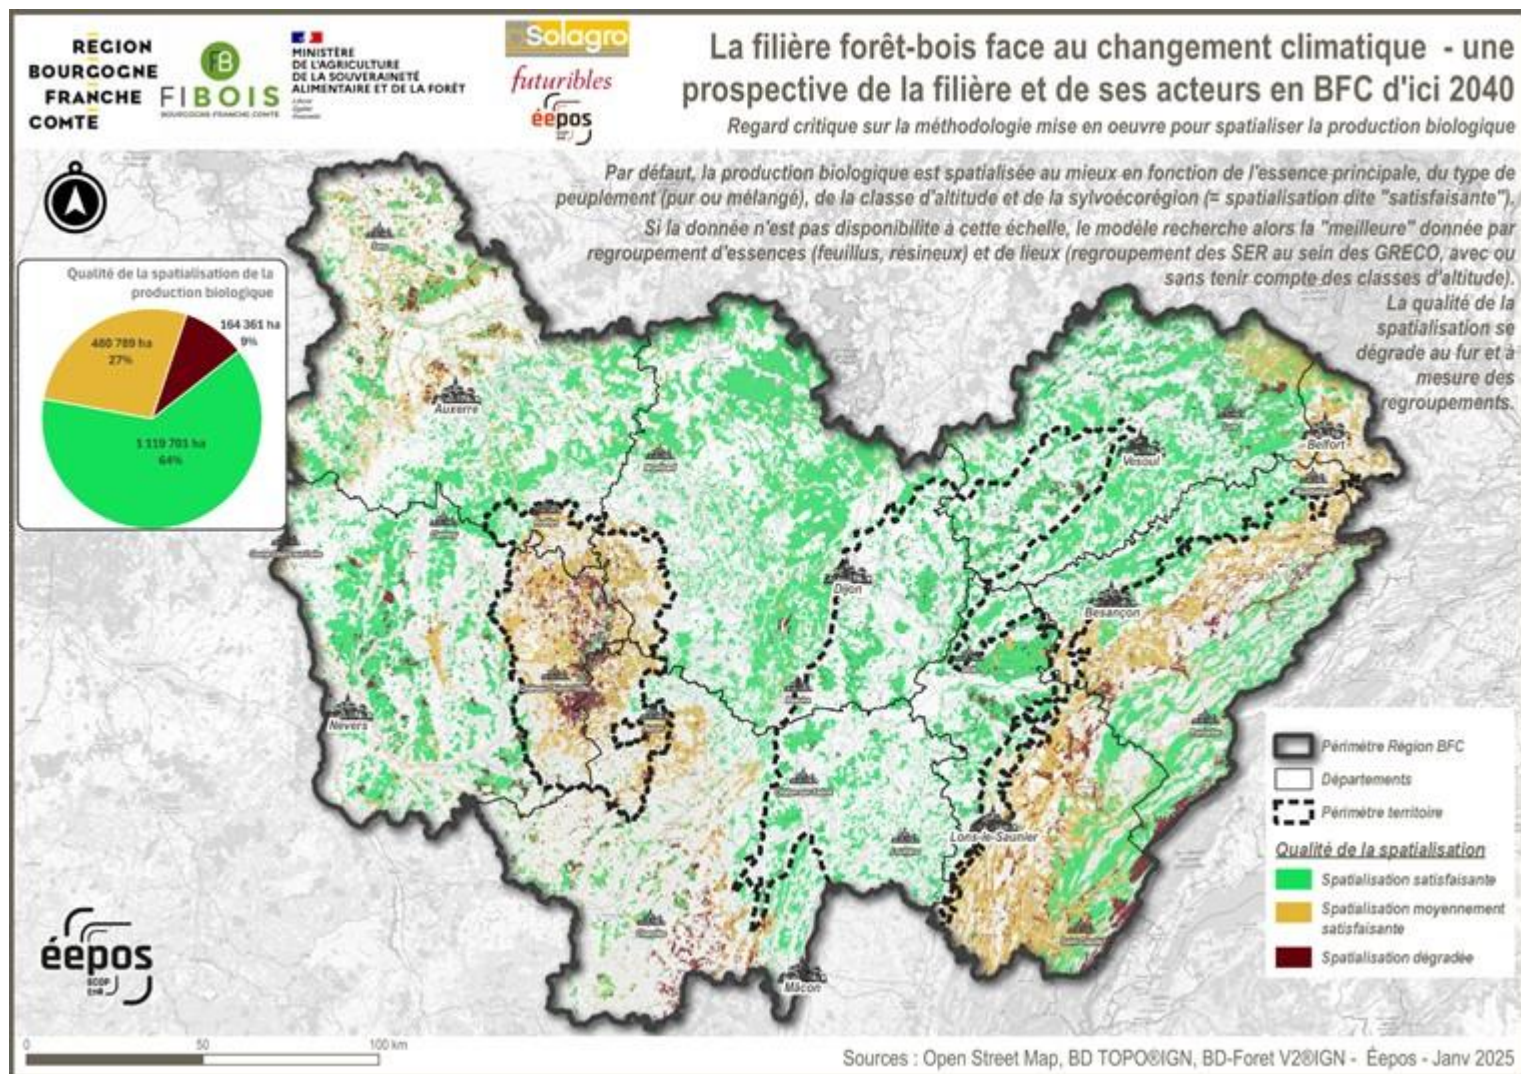 RÉGION
BOURGOGNE
FRANCHE
COMTÉ
FB
FIBOIS
BOURGOGNE-FRANCHE-COMTÉ
MINISTÈRE
DE L'AGRICULTURE
DE LA SOUVERAINETÉ
ALIMENTAIRE ET DE LA FORÊT
Liberté
Égalité
Fraternité
Solagro
futuribles
éepos
La filière forêt-bois face au changement climatique - une
prospective de la filière et de ses acteurs en BFC d'ici 2040
Regard critique sur la méthodologie mise en oeuvre pour spatialiser la production biologique
Par défaut, la production biologique est spatialisée au mieux en fonction de l'essence principale, du type de
peuplement (pur ou mélangé), de la classe d'altitude et de la sylvoécorégion (= spatialisation dite "satisfaisante").
Si la donnée n'est pas disponibilite à cette échelle, le modèle recherche alors la "meilleure" donnée par
regroupement d'essences (feuillus, résineux) et de lieux (regroupement des SER au sein des GRECO, avec ou
sans tenir compte des classes d'altitude).
La qualité de la
spatialisation se
dégrade au fur et à
mesure des
regroupements.
Qualité de la spatialisation de la
production biologique
164 361 ha
9%
480 789 ha
27%
1 119 701 ha
64%
Auxerre
Vesoul
Belfort
Dijon
Besançon
Nevers
Lons-le-Saunier
Mâcon
Périmètre Région BFC
Départements
Périmètre territoire
Qualité de la spatialisation
Spatialisation satisfaisante
Spatialisation moyennement
satisfaisante
Spatialisation dégradée
éepos
SCOP
EnR
0 50 100 km
Sources : Open Street Map, BD TOPO®IGN, BD-Foret V2®IGN - Éepos - Janv 2025